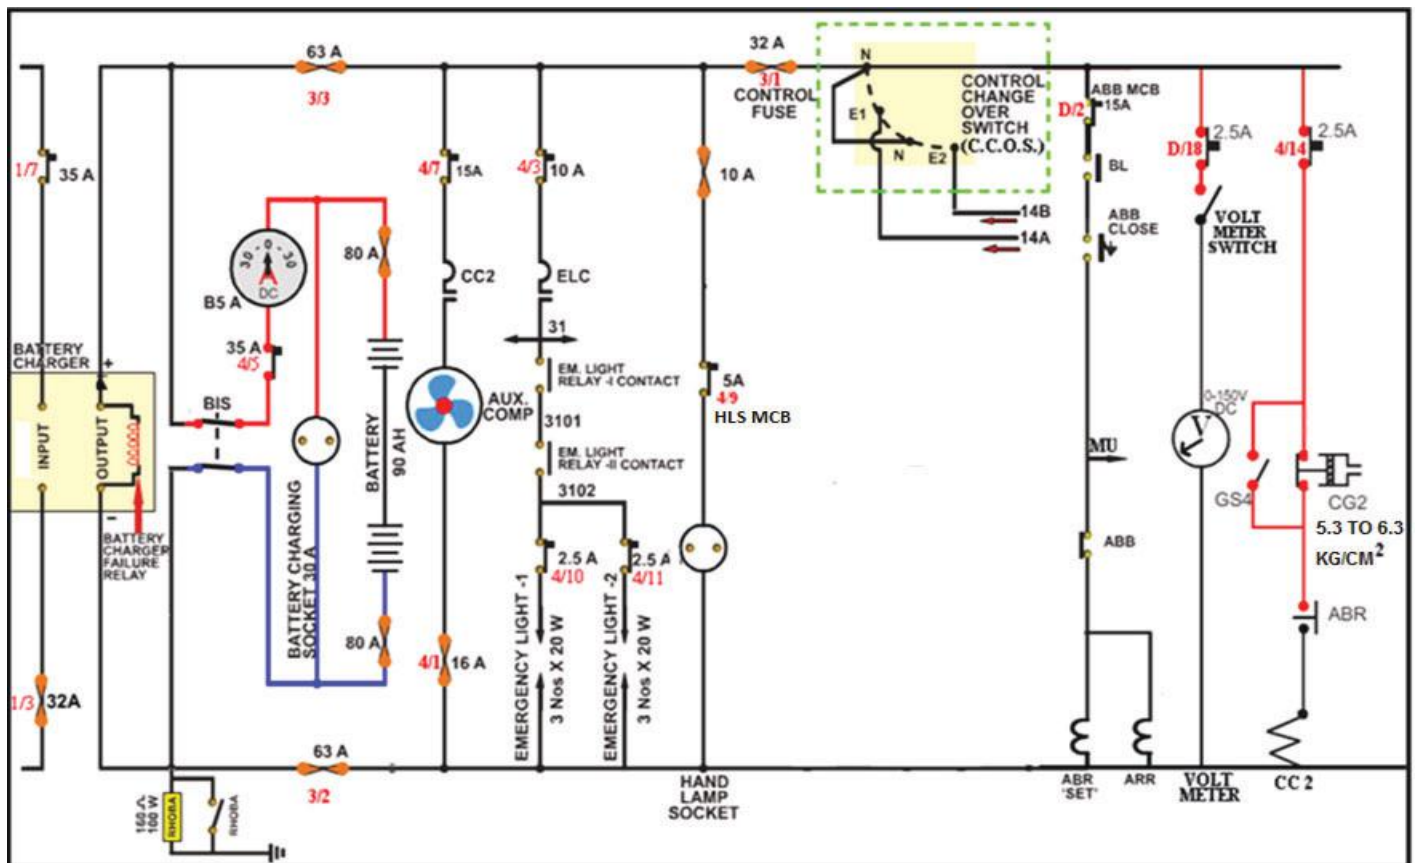 63 A
3/3
32 A
3/1
CONTROL
FUSE
N
E1
N
E2
CONTROL
CHANGE
OVER
SWITCH
(C.C.O.S.)
14B
14A
ABB MCB
15A
D/2
BL
ABB
CLOSE
2.5A
D/18
VOLT
METER
SWITCH
2.5A
4/14
1/7
35 A
4/7
15A
4/3
10 A
10 A
30 - 0 - 30
DC
B5 A
80 A
CC2
ELC
31
35 A
4/5
BATTERY
CHARGER
+
BIS
INPUT
OUTPUT
-
BATTERY
CHARGER
FAILURE
RELAY
BATTERY CHARGING
SOCKET 30 A
BATTERY
90 AH
AUX.
COMP
EM. LIGHT
RELAY -I CONTACT
3101
EM. LIGHT
RELAY -II CONTACT
3102
5A
4/9
HLS MCB
0-150V
DC
V
MU
GS4
CG2
5.3 TO 6.3
KG/CM2
ABB
ABR
2.5 A
4/10
2.5 A
4/11
EMERGENCY LIGHT -1
3 Nos X 20 W
EMERGENCY LIGHT -2
3 Nos X 20 W
80 A
4/1
16 A
1/3
32A
63 A
3/2
HAND
LAMP
SOCKET
ABR
'SET'
ARR
VOLT
METER
CC 2
160Ω
100 W
RHOBA
RHOBA